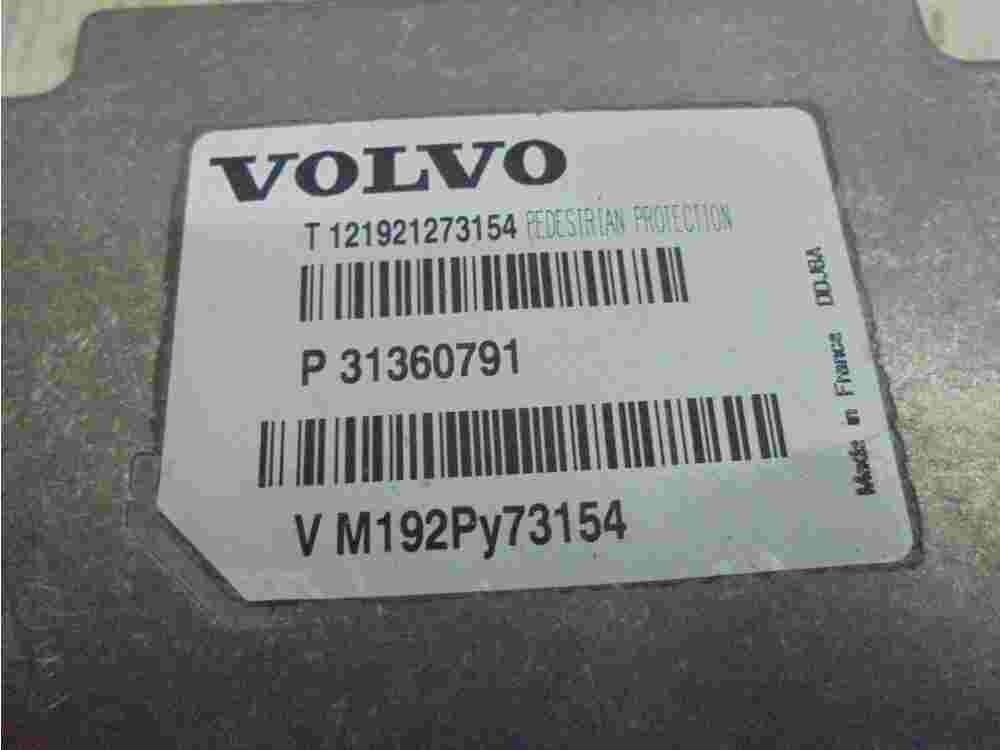 VOLVO
T 121921273154 PEDESTRIAN PROTECTION
P 31360791
V M192Py73154
Made in France DDJBA